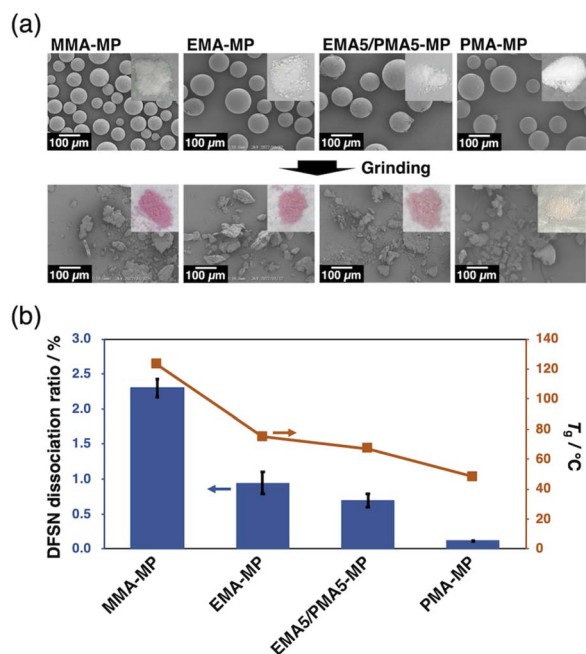 (a)
MMA-MP EMA-MP EMA5/PMA5-MP PMA-MP
100 µm 100 µm 100 µm 100 µm
Grinding
100 µm 100 µm 100 µm 100 µm
(b)
DFSN dissociation ratio / %
3.0
2.5
2.0
1.5
1.0
0.5
0.0
140
120
100
80
60
40
20
0
Tg / °C
MMA-MP
EMA-MP
EMA5/PMA5-MP
PMA-MP